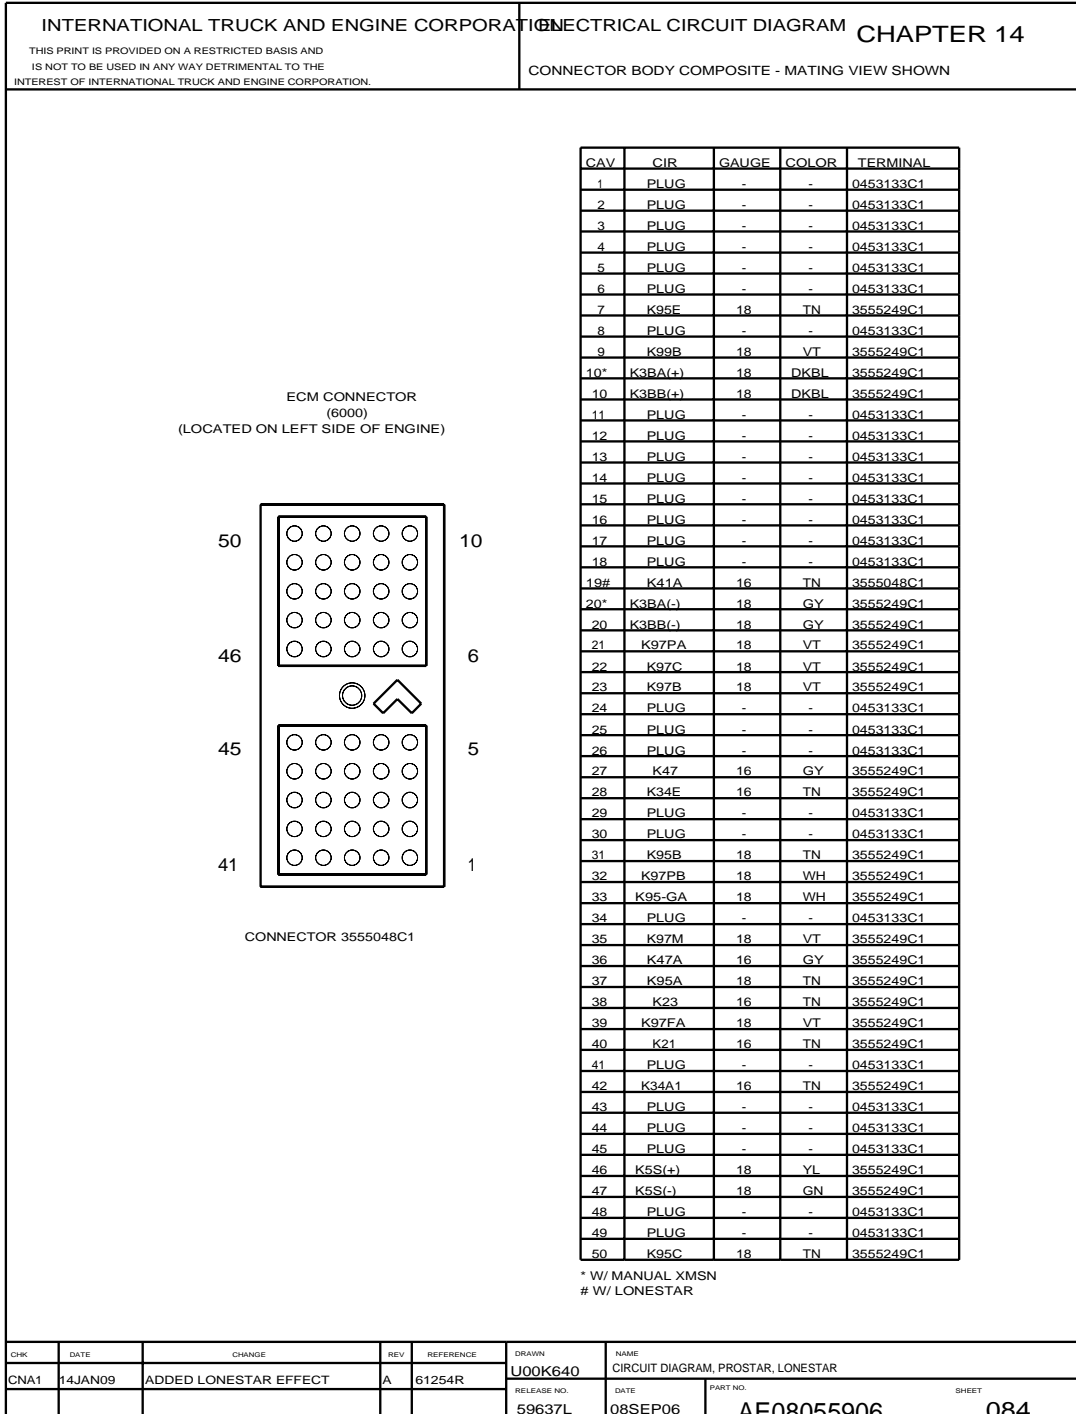 INTERNATIONAL TRUCK AND ENGINE CORPORATION
THIS PRINT IS PROVIDED ON A RESTRICTED BASIS AND
IS NOT TO BE USED IN ANY WAY DETRIMENTAL TO THE
INTEREST OF INTERNATIONAL TRUCK AND ENGINE CORPORATION.
ELECTRICAL CIRCUIT DIAGRAM CHAPTER 14
CONNECTOR BODY COMPOSITE - MATING VIEW SHOWN
ECM CONNECTOR
(6000)
(LOCATED ON LEFT SIDE OF ENGINE)
50 10
46 6
45 5
41 1
CONNECTOR 3555048C1
CAV CIR GAUGE COLOR TERMINAL
1 PLUG - - 0453133C1
2 PLUG - - 0453133C1
3 PLUG - - 0453133C1
4 PLUG - - 0453133C1
5 PLUG - - 0453133C1
6 PLUG - - 0453133C1
7 K95E 18 TN 3555249C1
8 PLUG - - 0453133C1
9 K99B 18 VT 3555249C1
10* K3BA(+) 18 DKBL 3555249C1
10 K3BB(+) 18 DKBL 3555249C1
11 PLUG - - 0453133C1
12 PLUG - - 0453133C1
13 PLUG - - 0453133C1
14 PLUG - - 0453133C1
15 PLUG - - 0453133C1
16 PLUG - - 0453133C1
17 PLUG - - 0453133C1
18 PLUG - - 0453133C1
19# K41A 16 TN 3555048C1
20* K3BA(-) 18 GY 3555249C1
20 K3BB(-) 18 GY 3555249C1
21 K97PA 18 VT 3555249C1
22 K97C 18 VT 3555249C1
23 K97B 18 VT 3555249C1
24 PLUG - - 0453133C1
25 PLUG - - 0453133C1
26 PLUG - - 0453133C1
27 K47 16 GY 3555249C1
28 K34E 16 TN 3555249C1
29 PLUG - - 0453133C1
30 PLUG - - 0453133C1
31 K95B 18 TN 3555249C1
32 K97PB 18 WH 3555249C1
33 K95-GA 18 WH 3555249C1
34 PLUG - - 0453133C1
35 K97M 18 VT 3555249C1
36 K47A 16 GY 3555249C1
37 K95A 18 TN 3555249C1
38 K23 16 TN 3555249C1
39 K97FA 18 VT 3555249C1
40 K21 16 TN 3555249C1
41 PLUG - - 0453133C1
42 K34A1 16 TN 3555249C1
43 PLUG - - 0453133C1
44 PLUG - - 0453133C1
45 PLUG - - 0453133C1
46 K5S(+) 18 YL 3555249C1
47 K5S(-) 18 GN 3555249C1
48 PLUG - - 0453133C1
49 PLUG - - 0453133C1
50 K95C 18 TN 3555249C1
* W/ MANUAL XMSN
# W/ LONESTAR
CHK DATE CHANGE REV REFERENCE
CNA1 14JAN09 ADDED LONESTAR EFFECT A 61254R
DRAWN
U00K640
NAME
CIRCUIT DIAGRAM, PROSTAR, LONESTAR
RELEASE NO.
59637L
DATE
08SEP06
PART NO.
AE08055906
SHEET
084